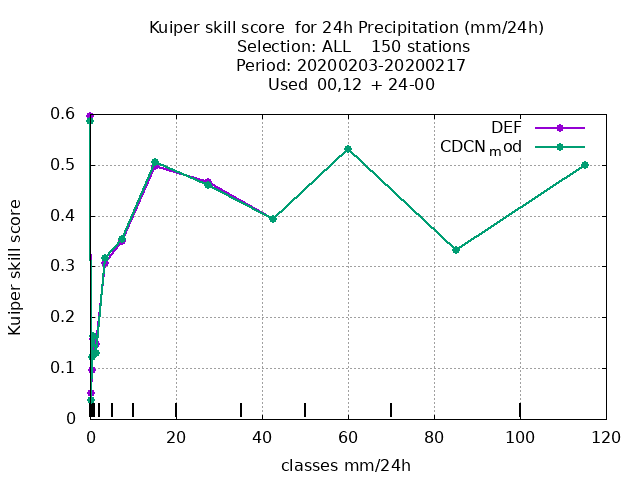 Kuiper skill score  for 24h Precipitation (mm/24h)
Selection: ALL    150 stations
Period: 20200203-20200217
Used  00,12  + 24-00
DEF
CDCN_mod
Kuiper skill score
0.6
0.5
0.4
0.3
0.2
0.1
0
0 20 40 60 80 100 120
classes mm/24h